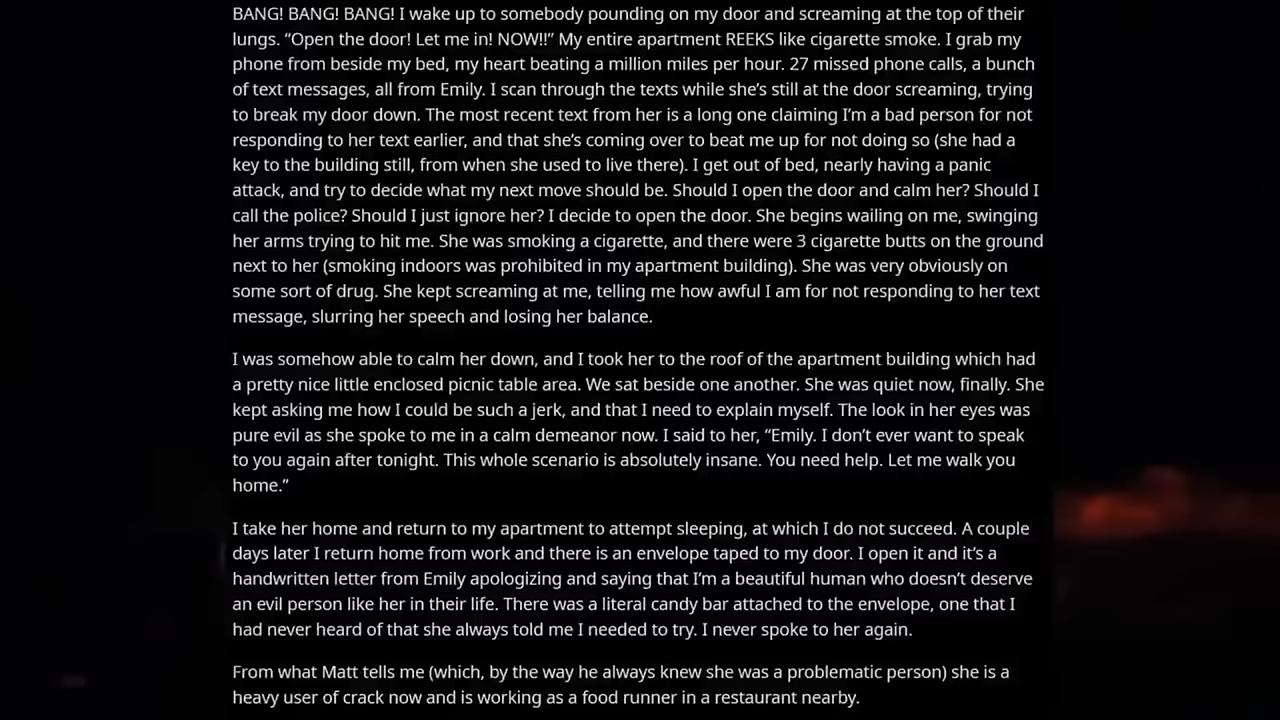 BANG! BANG! BANG! I wake up to somebody pounding on my door and screaming at the top of their
lungs. “Open the door! Let me in! NOW!!” My entire apartment REEKS like cigarette smoke. I grab my
phone from beside my bed, my heart beating a million miles per hour. 27 missed phone calls, a bunch
of text messages, all from Emily. I scan through the texts while she’s still at the door screaming, trying
to break my door down. The most recent text from her is a long one claiming I’m a bad person for not
responding to her text earlier, and that she’s coming over to beat me up for not doing so (she had a
key to the building still, from when she used to live there). I get out of bed, nearly having a panic
attack, and try to decide what my next move should be. Should I open the door and calm her? Should I
call the police? Should I just ignore her? I decide to open the door. She begins wailing on me, swinging
her arms trying to hit me. She was smoking a cigarette, and there were 3 cigarette butts on the ground
next to her (smoking indoors was prohibited in my apartment building). She was very obviously on
some sort of drug. She kept screaming at me, telling me how awful I am for not responding to her text
message, slurring her speech and losing her balance.
I was somehow able to calm her down, and I took her to the roof of the apartment building which had
a pretty nice little enclosed picnic table area. We sat beside one another. She was quiet now, finally. She
kept asking me how I could be such a jerk, and that I need to explain myself. The look in her eyes was
pure evil as she spoke to me in a calm demeanor now. I said to her, “Emily. I don’t ever want to speak
to you again after tonight. This whole scenario is absolutely insane. You need help. Let me walk you
home.”
I take her home and return to my apartment to attempt sleeping, at which I do not succeed. A couple
days later I return home from work and there is an envelope taped to my door. I open it and it’s a
handwritten letter from Emily apologizing and saying that I’m a beautiful human who doesn’t deserve
an evil person like her in their life. There was a literal candy bar attached to the envelope, one that I
had never heard of that she always told me I needed to try. I never spoke to her again.
From what Matt tells me (which, by the way he always knew she was a problematic person) she is a
heavy user of crack now and is working as a food runner in a restaurant nearby.